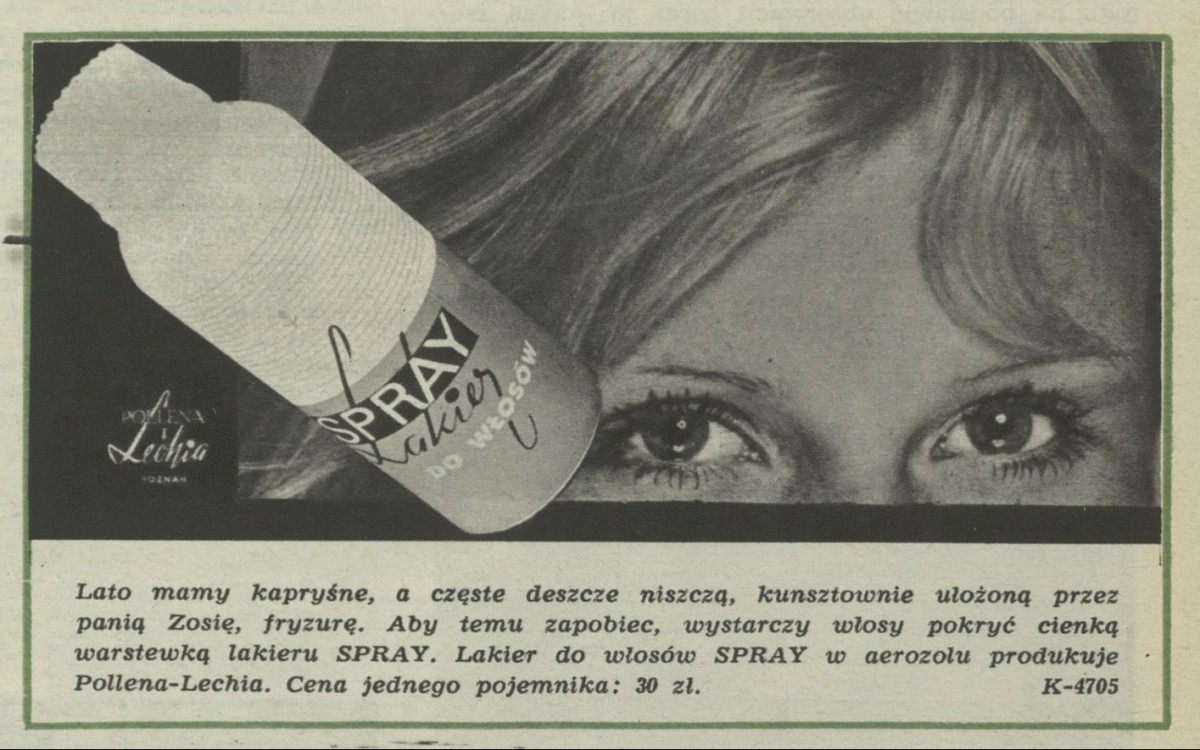 SPRAY
Lakier
DO WŁOSÓW
POLLENA
Lechia
POZNAŃ
Lato mamy kapryśne, a częste deszcze niszczą, kunsztownie ułożoną przez
panią Zosię, fryzurę. Aby temu zapobiec, wystarczy włosy pokryć cienką
warstewką lakieru SPRAY. Lakier do włosów SPRAY w aerozolu produkuje
Pollena-Lechia. Cena jednego pojemnika: 30 zł. K-4705